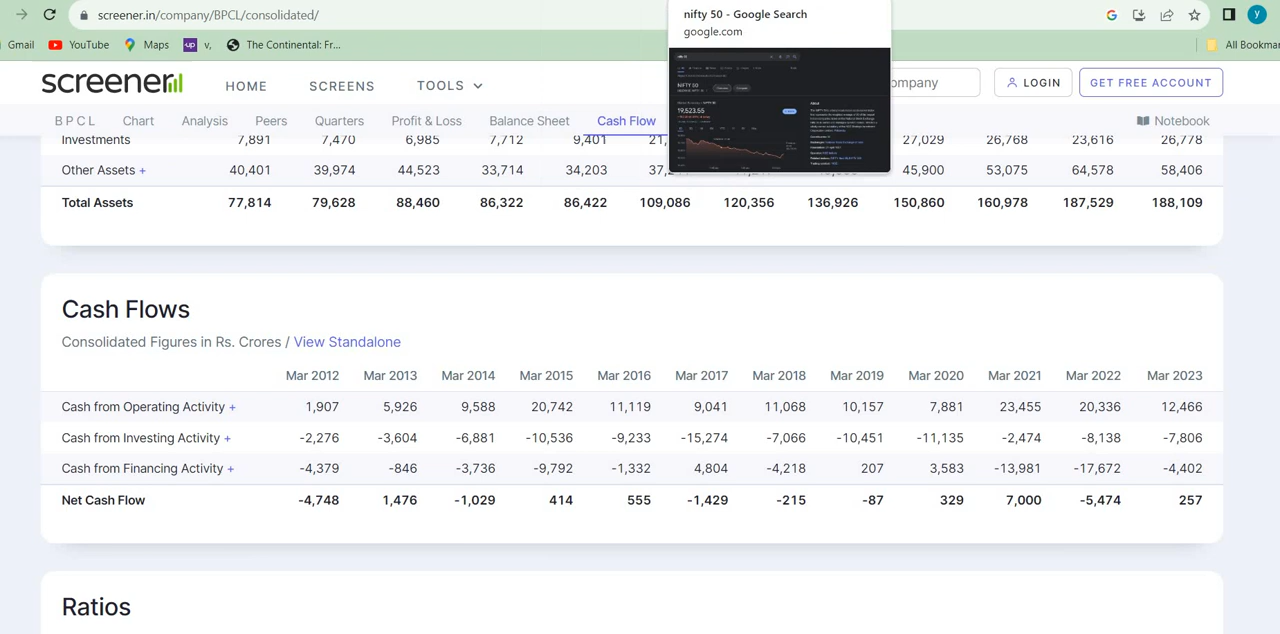 screener.in/company/BPCL/consolidated/
nifty 50 - Google Search
google.com
Gmail YouTube Maps up v, The Continental: Fr... All Bookmar
NIFTY 50
19,523.55
screener HOME SCREENS TOOLS ompany LOGIN GET FREE ACCOUNT
B P C L Chart Analysis Peers Quarters Profit & Loss Balance Sheet Cash Flow Notebook
7,470 6,985 7,772 9,401 21, 27,029 26,768 23,616 26,778
Other Assets + 40,401 39,974 44,523 33,714 34,203 45,900 53,075 64,578 58,406
Total Assets 77,814 79,628 88,460 86,322 86,422 109,086 120,356 136,926 150,860 160,978 187,529 188,109
Cash Flows
Consolidated Figures in Rs. Crores / View Standalone
Mar 2012 Mar 2013 Mar 2014 Mar 2015 Mar 2016 Mar 2017 Mar 2018 Mar 2019 Mar 2020 Mar 2021 Mar 2022 Mar 2023
Cash from Operating Activity + 1,907 5,926 9,588 20,742 11,119 9,041 11,068 10,157 7,881 23,455 20,336 12,466
Cash from Investing Activity + -2,276 -3,604 -6,881 -10,536 -9,233 -15,274 -7,066 -10,451 -11,135 -2,474 -8,138 -7,806
Cash from Financing Activity + -4,379 -846 -3,736 -9,792 -1,332 4,804 -4,218 207 3,583 -13,981 -17,672 -4,402
Net Cash Flow -4,748 1,476 -1,029 414 555 -1,429 -215 -87 329 7,000 -5,474 257
Ratios